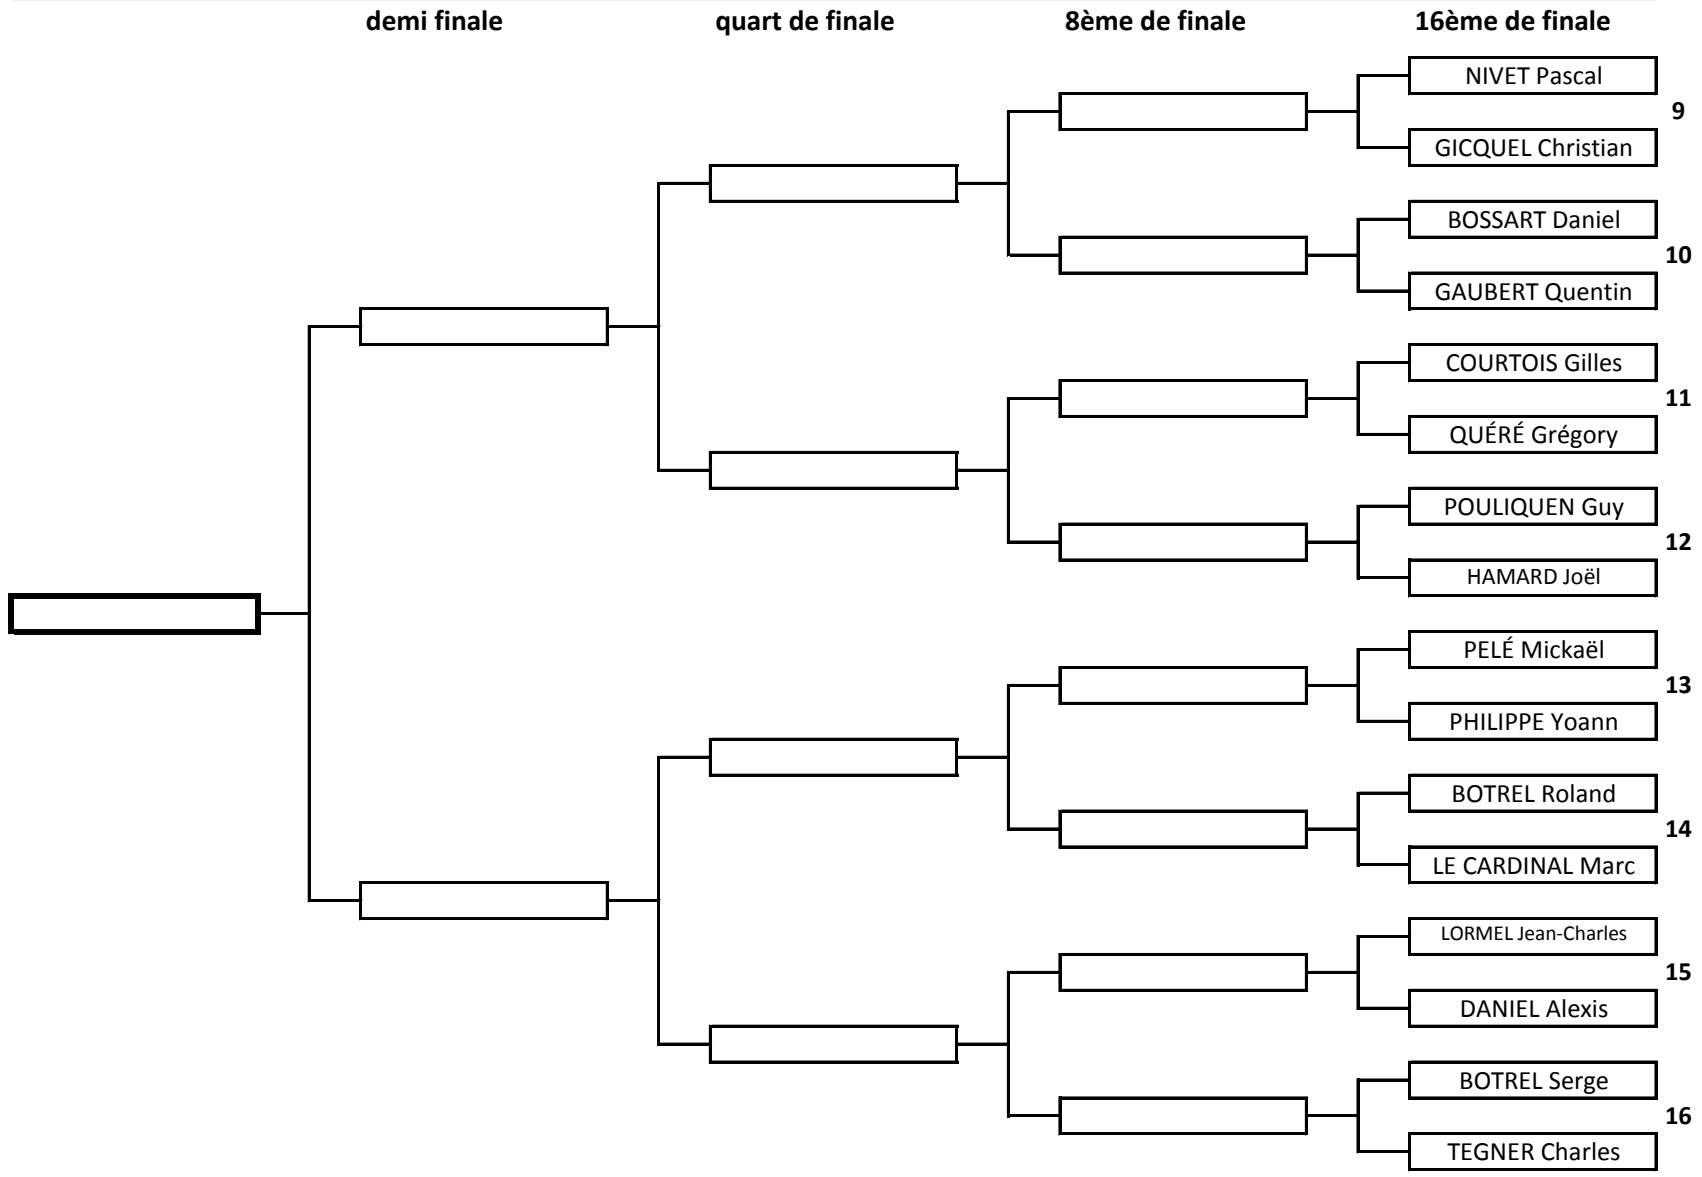 demi finale quart de finale 8ème de finale 16ème de finale
NIVET Pascal
9
GICQUEL Christian
BOSSART Daniel
10
GAUBERT Quentin
COURTOIS Gilles
11
QUÉRÉ Grégory
POULIQUEN Guy
12
HAMARD Joël
PELÉ Mickaël
13
PHILIPPE Yoann
BOTREL Roland
14
LE CARDINAL Marc
LORMEL Jean-Charles
15
DANIEL Alexis
BOTREL Serge
16
TEGNER Charles